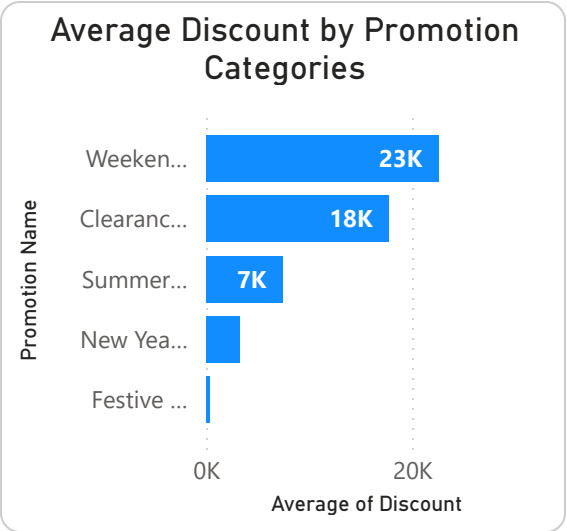 Average Discount by Promotion
Categories
Promotion Name
Weeken...
23K
Clearanc...
18K
Summer...
7K
New Yea...
Festive ...
0K
20K
Average of Discount